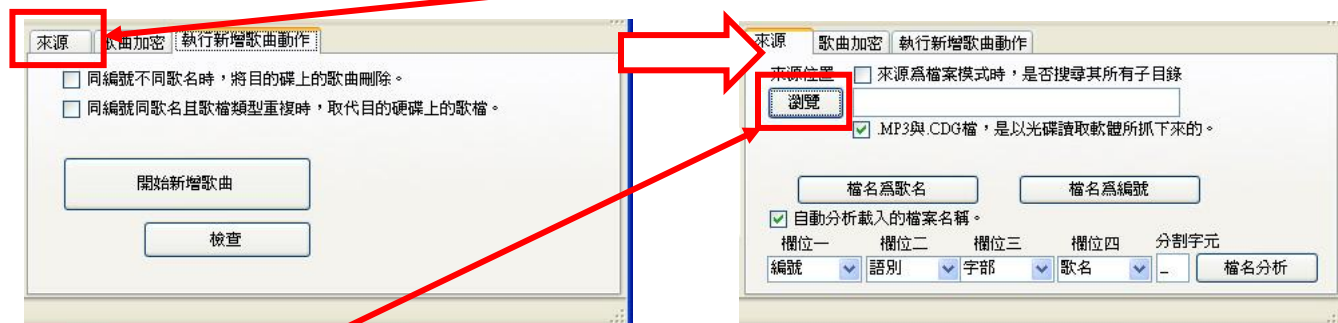 來源 歌曲加密 執行新增歌曲動作
同編號不同歌名時，將目的碟上的歌曲刪除。
同編號同歌名且歌檔類型重複時，取代目的硬碟上的歌檔。
開始新增歌曲
檢查
來源 歌曲加密 執行新增歌曲動作
來源位置 來源為檔案模式時，是否搜尋其所有子目錄
瀏覽
.MP3與.CDG檔，是以光碟讀取軟體所抓下來的。
檔名為歌名 檔名為編號
自動分析載入的檔案名稱。
欄位一 欄位二 欄位三 欄位四 分割字元
編號 語別 字部 歌名 _ 檔名分析